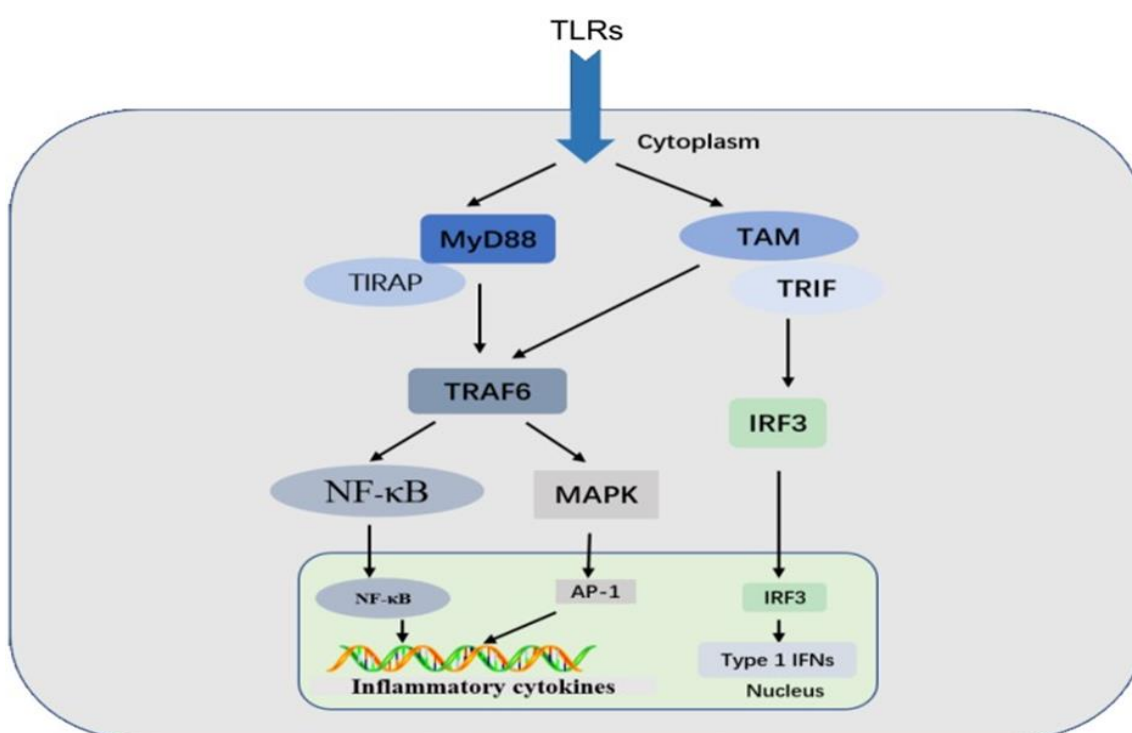 TLRs
Cytoplasm
MyD88
TAM
TIRAP
TRIF
TRAF6
IRF3
NF-κB
MAPK
NF-κB
AP-1
IRF3
Inflammatory cytokines
Type 1 IFNs
Nucleus